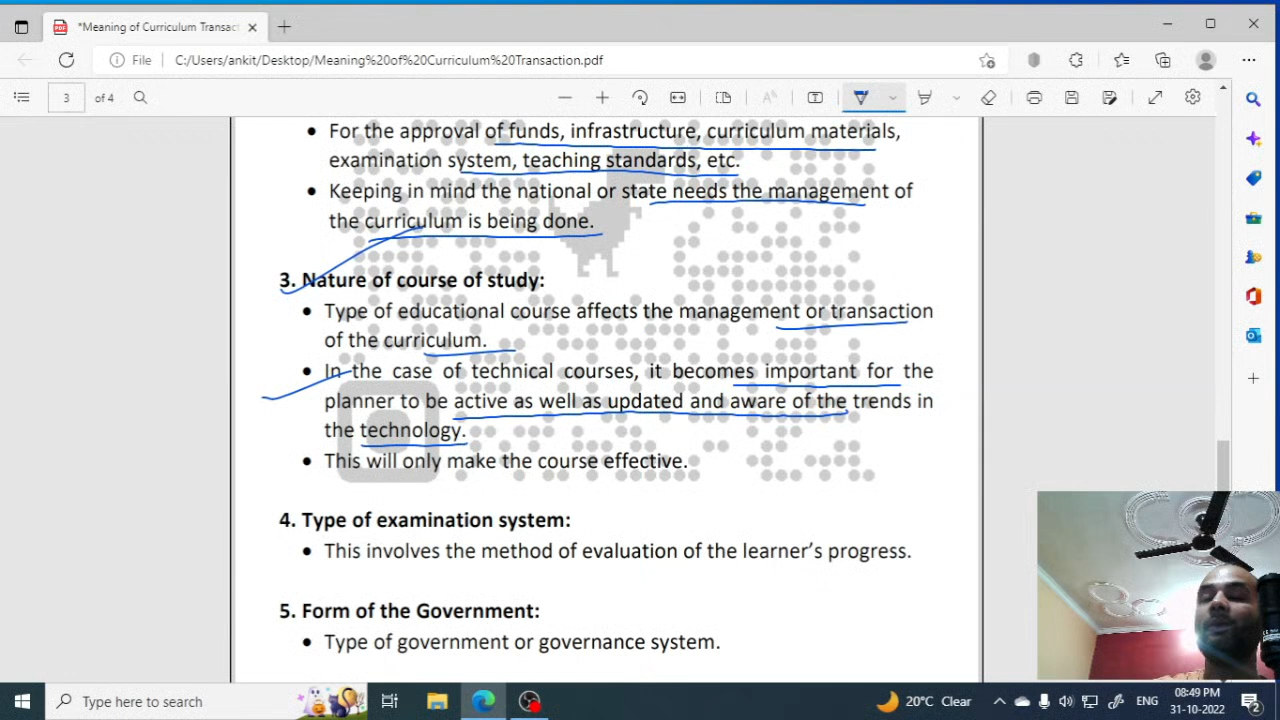 *Meaning of Curriculum Transact
File C:/Users/ankit/Desktop/Meaning%20of%20Curriculum%20Transaction.pdf
3 of 4
• For the approval of funds, infrastructure, curriculum materials,
examination system, teaching standards, etc.
• Keeping in mind the national or state needs the management of
the curriculum is being done.
3. Nature of course of study:
• Type of educational course affects the management or transaction
of the curriculum.
• In the case of technical courses, it becomes important for the
planner to be active as well as updated and aware of the trends in
the technology.
• This will only make the course effective.
4. Type of examination system:
• This involves the method of evaluation of the learner’s progress.
5. Form of the Government:
• Type of government or governance system.
Type here to search
20°C Clear
ENG
08:49 PM
31-10-2022
2